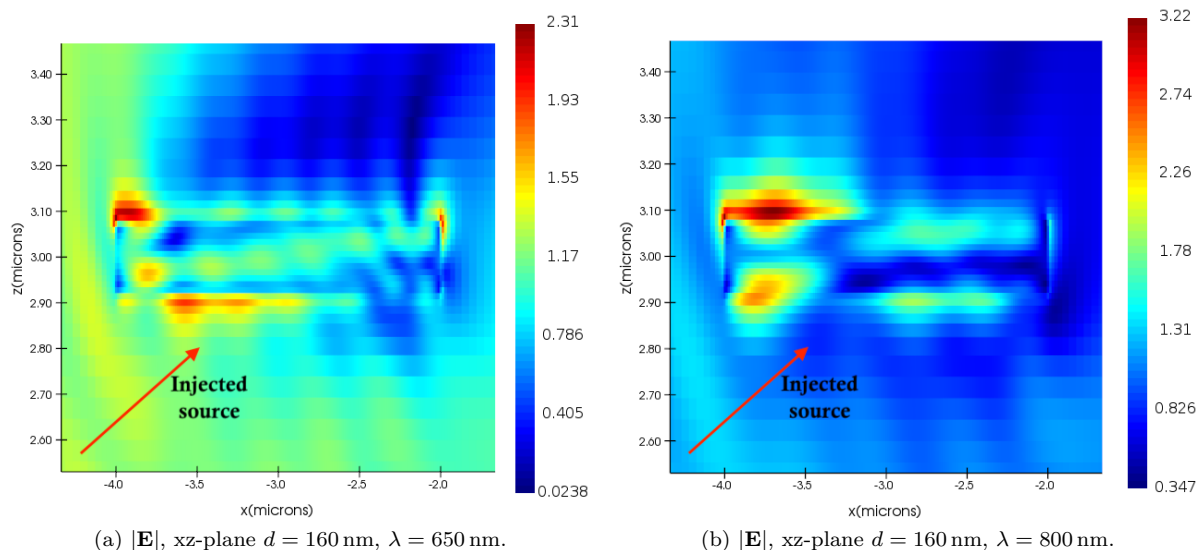 2.31
3.40
1.93
3.30
3.20
1.55
3.10
z(microns)
3.00
1.17
2.90
0.786
2.80
2.70
Injected
source
0.405
2.60
0.0238
-4.0 -3.5 -3.0 -2.5 -2.0
x(microns)
(a) |E|, xz-plane d = 160 nm, λ = 650 nm.
3.22
3.40
2.74
3.30
3.20
2.26
3.10
z(microns)
3.00
1.78
2.90
1.31
2.80
2.70
Injected
source
0.826
2.60
0.347
-4.0 -3.5 -3.0 -2.5 -2.0
x(microns)
(b) |E|, xz-plane d = 160 nm, λ = 800 nm.